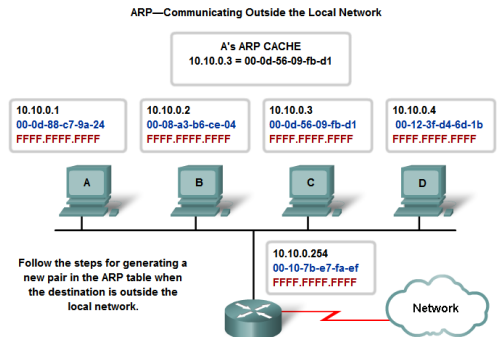 ARP—Communicating Outside the Local Network
A's ARP CACHE
10.10.0.3 = 00-0d-56-09-fb-d1
10.10.0.1
00-0d-88-c7-9a-24
FFFF.FFFF.FFFF
10.10.0.2
00-08-a3-b6-ce-04
FFFF.FFFF.FFFF
10.10.0.3
00-0d-56-09-fb-d1
FFFF.FFFF.FFFF
10.10.0.4
00-12-3f-d4-6d-1b
FFFF.FFFF.FFFF
A
B
C
D
Follow the steps for generating a
new pair in the ARP table when
the destination is outside the
local network.
10.10.0.254
00-10-7b-e7-fa-ef
FFFF.FFFF.FFFF
Network